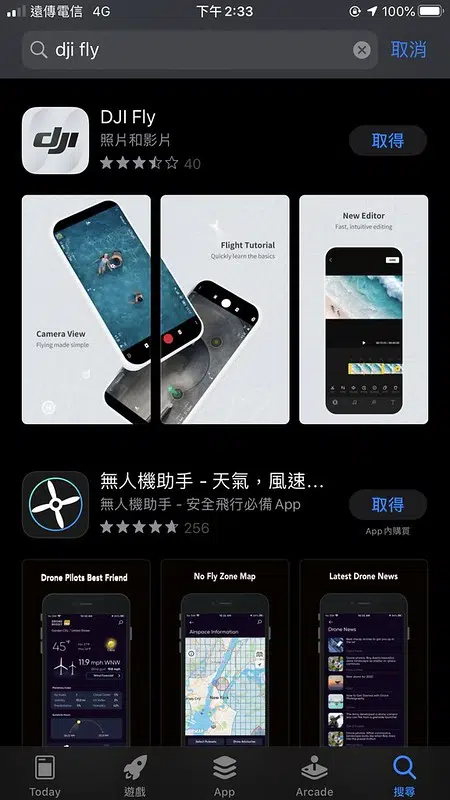 遠傳電信 4G 下午2:33 100%
dji fly 取消
dji
DJI Fly
照片和影片
取得
40
Camera View
Flying made simple
Flight Tutorial
Quickly learn the basics
New Editor
Fast, intuitive editing
無人機助手 - 天氣，風速...
無人機助手 - 安全飛行必備 App
取得
256
App內購買
Drone Pilots Best Friend
45°
11.9 mph WNW
No Fly Zone Map
Airspace Information
New York
Latest Drone News
Drone News
Today
遊戲
App
Arcade
搜尋